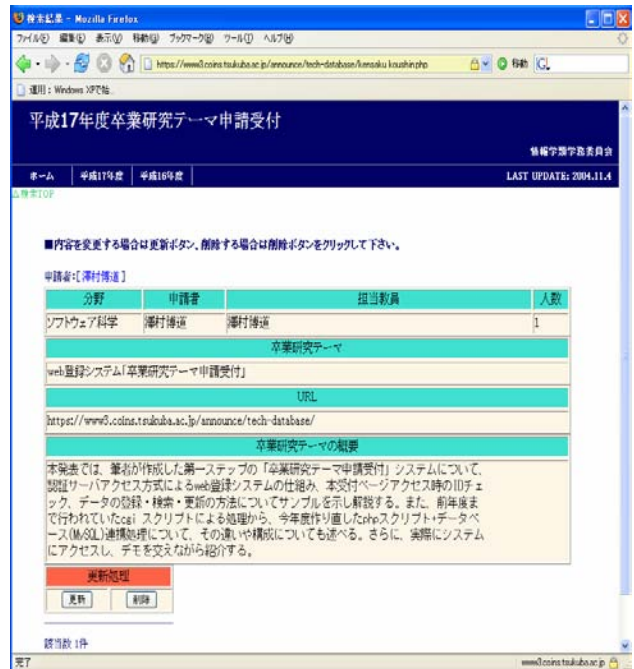 検索結果 - Mozilla Firefox
ファイル(F) 編集(E) 表示(V) 移動(G) ブックマーク(B) ツール(T) ヘルプ(H)
https://www3.coins.tsukuba.ac.jp/announce/tech-database/kensaku_koushin.php 移動
運用:Windows XPで始...
平成17年度卒業研究テーマ申請受付
情報学類学務委員会
ホーム 平成17年度 平成16年度 LAST UPDATE: 2004.11.4
△検索TOP
■内容を変更する場合は更新ボタン、削除する場合は削除ボタンをクリックして下さい。
申請者:[澤村博道]
分野 申請者 担当教員 人数
ソフトウェア科学 澤村博道 澤村博道 1
卒業研究テーマ
web登録システム「卒業研究テーマ申請受付」
URL
https://www3.coins.tsukuba.ac.jp/announce/tech-database/
卒業研究テーマの概要
本発表では、筆者が作成した第一ステップの「卒業研究テーマ申請受付」システムについて、
認証サーバアクセス方式によるweb登録システムの仕組み、本受付ページアクセス時のIDチェ
ック、データの登録・検索・更新の方法についてサンプルを示し解説する。また、前年度ま
で行われていたcgi スクリプトによる処理から、今年度作り直したphpスクリプト・データベ
ース(MySQL)連携処理について、その違いや構成についても述べる。さらに、実際にシステム
にアクセスし、デモを交えながら紹介する。
更新処理
更新 削除
該当数 1件
完了 www3.coins.tsukuba.ac.jp